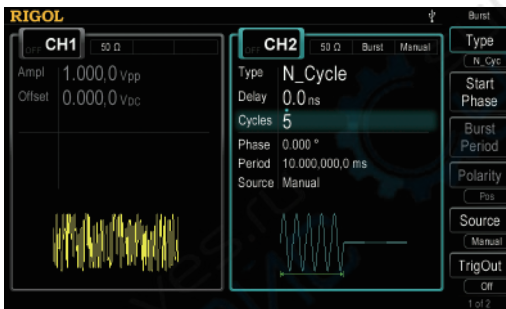 RIGOL
Burst
OFF CH1 50 Ω
Ampl 1.000,0 Vpp
Offset 0.000,0 VDC
OFF CH2 50 Ω Burst Manual
Type N_Cycle
Delay 0.0 ns
Cycles 5
Phase 0.000 °
Period 10.000,000,0 ms
Source Manual
Type
N_Cyc
Start
Phase
Burst
Period
Polarity
Pos
Source
Manual
TrigOut
Off
1 of 2